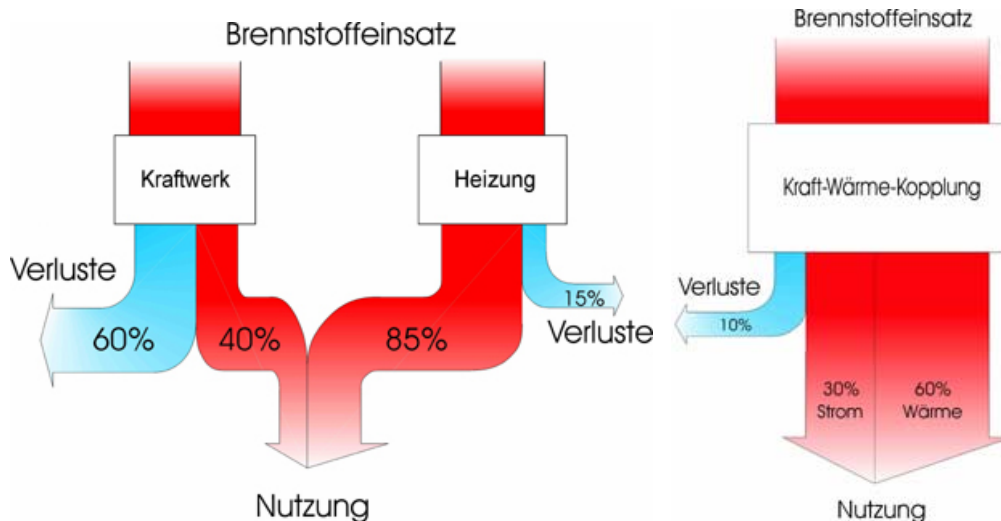 Brennstoffeinsatz
Kraftwerk
Heizung
Verluste
60%
40%
85%
15%
Verluste
Nutzung
Brennstoffeinsatz
Kraft-Wärme-Kopplung
Verluste
10%
30%
Strom
60%
Wärme
Nutzung